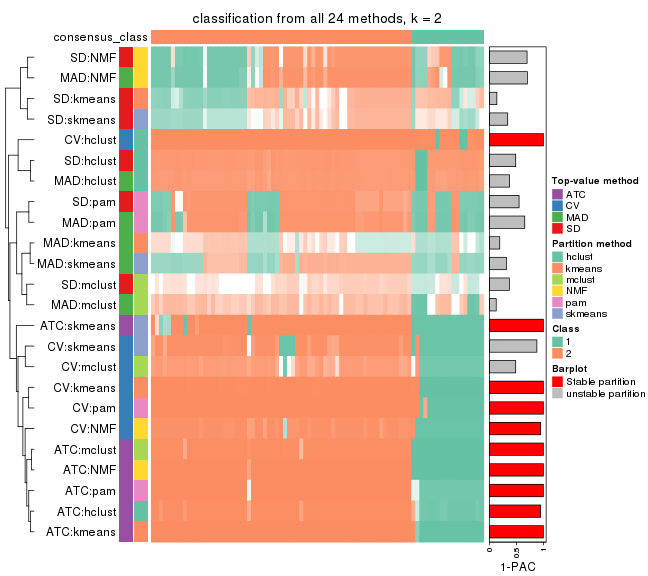 classification from all 24 methods, k = 2
consensus_class
SD:NMF
MAD:NMF
SD:kmeans
SD:skmeans
CV:hclust
SD:hclust
MAD:hclust
SD:pam
MAD:pam
MAD:kmeans
MAD:skmeans
SD:mclust
MAD:mclust
ATC:skmeans
CV:skmeans
CV:mclust
CV:kmeans
CV:pam
CV:NMF
ATC:mclust
ATC:NMF
ATC:pam
ATC:hclust
ATC:kmeans
0 0.5 1
1-PAC
Top-value method
ATC
CV
MAD
SD
Partition method
hclust
kmeans
mclust
NMF
pam
skmeans
Class
1
2
Barplot
Stable partition
unstable partition